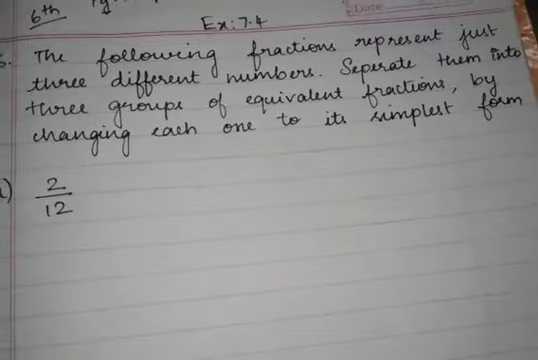 6th
Ex: 7.4
Date
The following fractions represent just
three different numbers. Seperate them into
three groups of equivalent fractions, by
changing each one to its simplest form
2
12